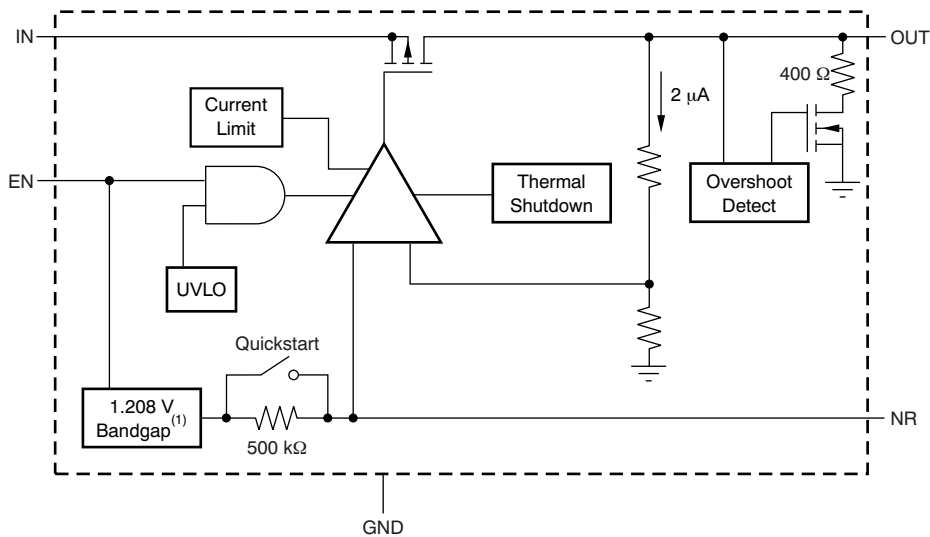 IN
OUT
400 Ω
2 µA
Current
Limit
EN
Thermal
Shutdown
Overshoot
Detect
UVLO
Quickstart
1.208 V
Bandgap(1)
500 kΩ
NR
GND